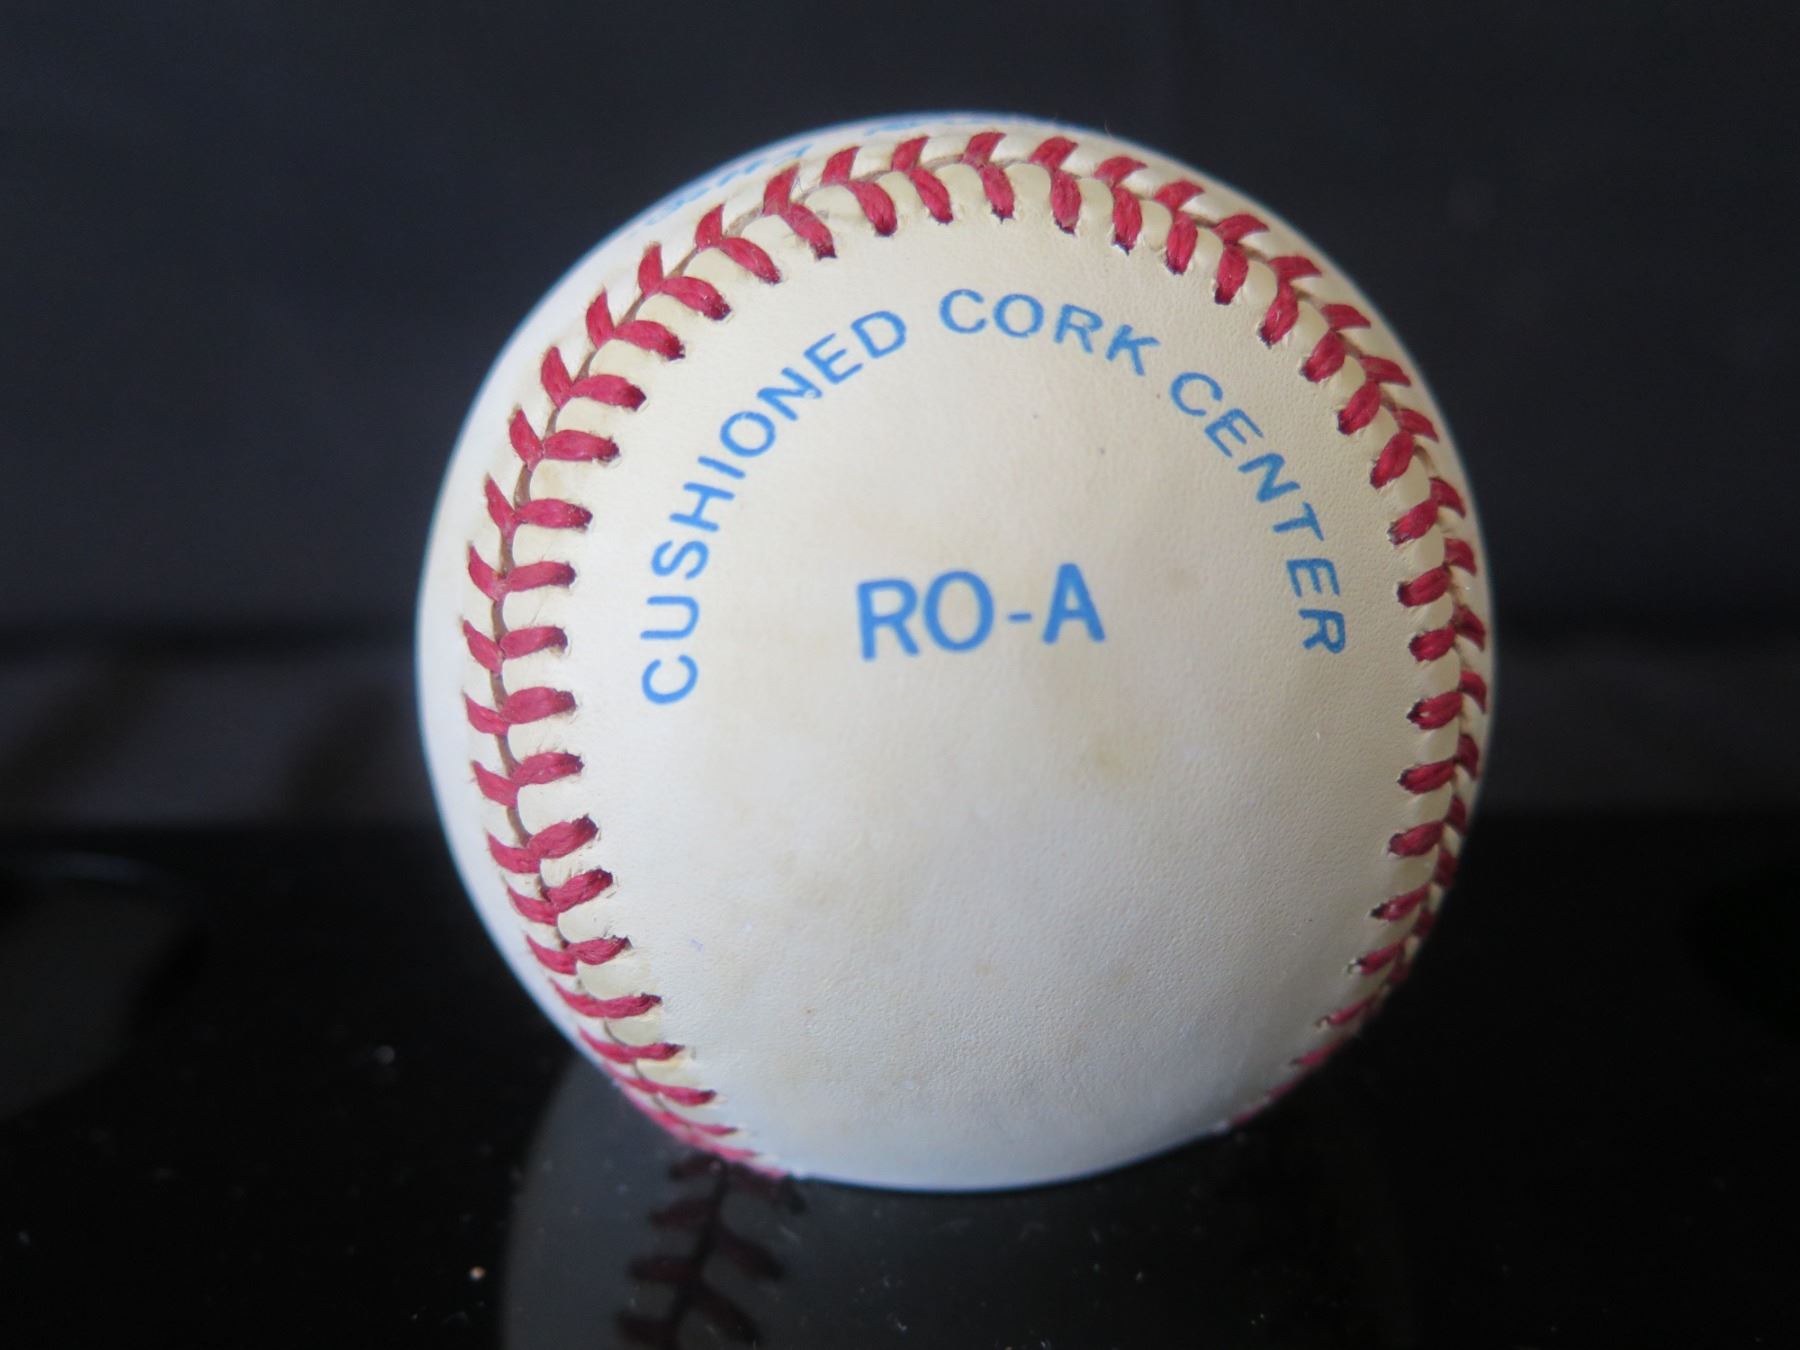 CUSHIONED CORK CENTER
RO-A